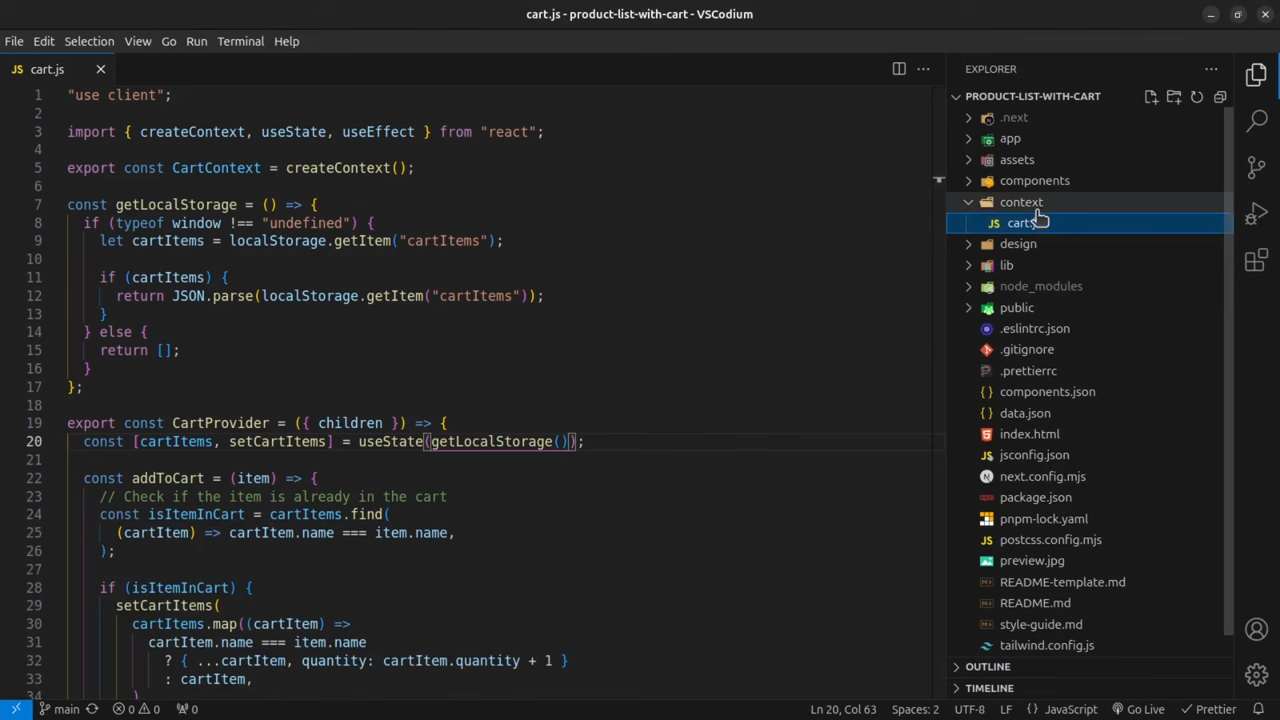 cart.js - product-list-with-cart - VSCodium
File Edit Selection View Go Run Terminal Help
JS cart.js
1 "use client";
2
3 import { createContext, useState, useEffect } from "react";
4
5 export const CartContext = createContext();
6
7 const getLocalStorage = () => {
8 if (typeof window !== "undefined") {
9 let cartItems = localStorage.getItem("cartItems");
10
11 if (cartItems) {
12 return JSON.parse(localStorage.getItem("cartItems"));
13 }
14 } else {
15 return [];
16 }
17 };
18
19 export const CartProvider = ({ children }) => {
20 const [cartItems, setCartItems] = useState(getLocalStorage());
21
22 const addToCart = (item) => {
23 // Check if the item is already in the cart
24 const isItemInCart = cartItems.find(
25 (cartItem) => cartItem.name === item.name,
26 );
27
28 if (isItemInCart) {
29 setCartItems(
30 cartItems.map((cartItem) =>
31 cartItem.name === item.name
32 ? { ...cartItem, quantity: cartItem.quantity + 1 }
33 : cartItem,
34 )
EXPLORER
PRODUCT-LIST-WITH-CART
.next
app
assets
components
context
JS cart.js
design
lib
node_modules
public
.eslintrc.json
.gitignore
.prettierrc
{ } components.json
{ } data.json
index.html
JS jsconfig.json
N next.config.mjs
npm package.json
pnpm-lock.yaml
JS postcss.config.mjs
preview.jpg
README-template.md
README.md
style-guide.md
tailwind.config.js
OUTLINE
TIMELINE
main 0 0 0 Ln 20, Col 63 Spaces: 2 UTF-8 LF { } JavaScript Go Live Prettier